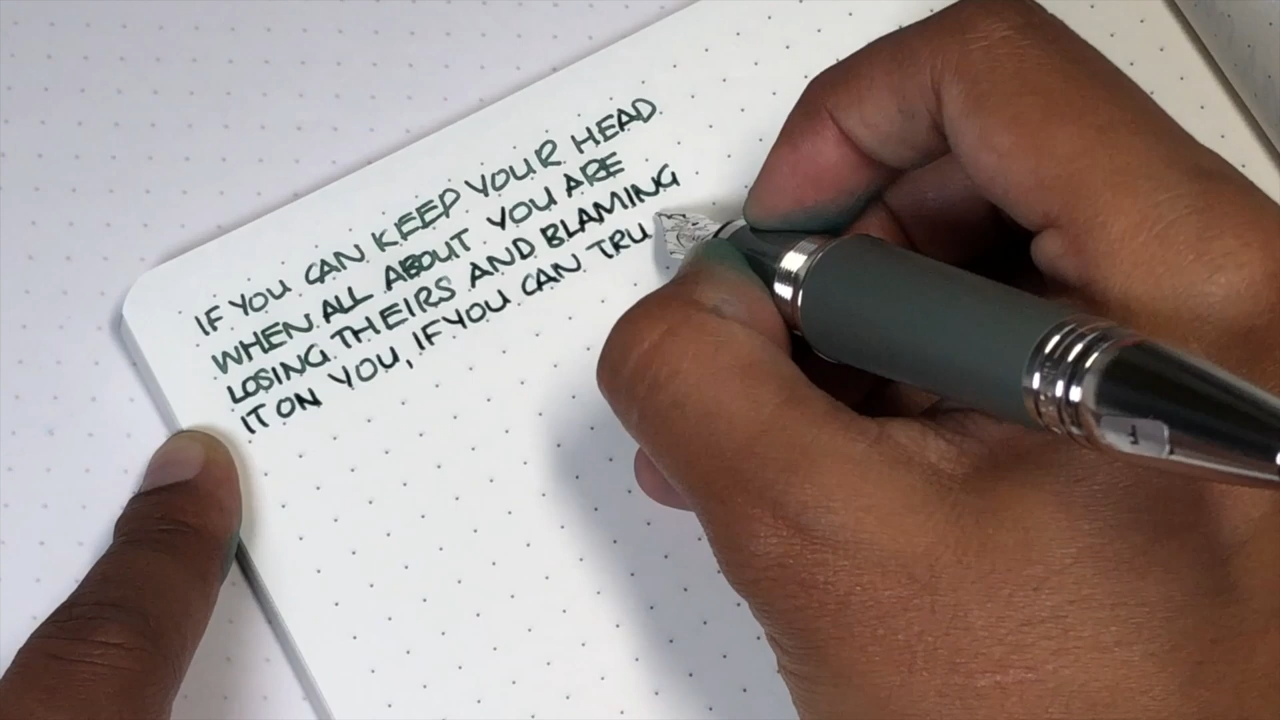 IF YOU CAN KEEP YOUR HEAD
WHEN ALL ABOUT YOU ARE
LOSING THEIRS AND BLAMING
IT ON YOU, IF YOU CAN TRU